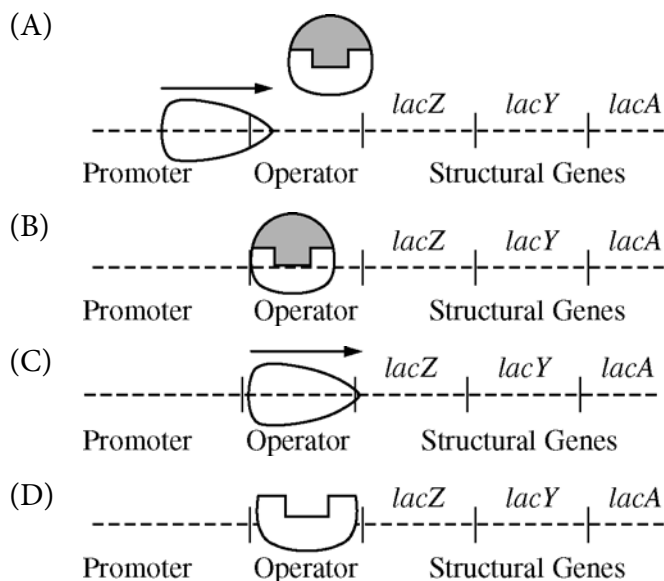 (A)
lacZ lacY lacA
Promoter Operator Structural Genes
(B)
lacZ lacY lacA
Promoter Operator Structural Genes
(C)
lacZ lacY lacA
Promoter Operator Structural Genes
(D)
lacZ lacY lacA
Promoter Operator Structural Genes